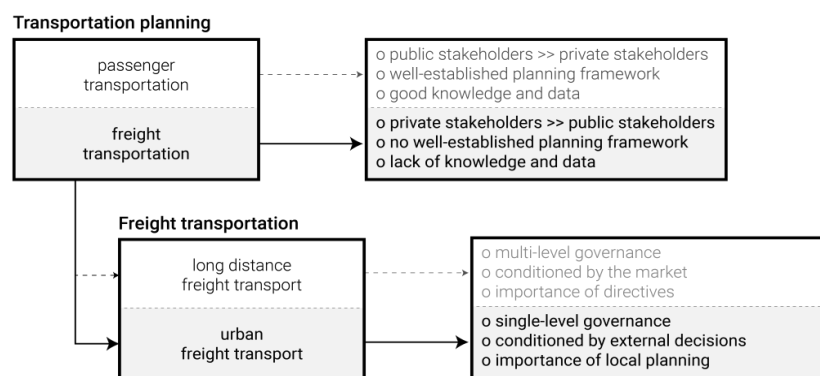 Transportation planning
passenger
transportation
o public stakeholders >> private stakeholders
o well-established planning framework
o good knowledge and data
freight
transportation
o private stakeholders >> public stakeholders
o no well-established planning framework
o lack of knowledge and data
Freight transportation
long distance
freight transport
o multi-level governance
o conditioned by the market
o importance of directives
urban
freight transport
o single-level governance
o conditioned by external decisions
o importance of local planning